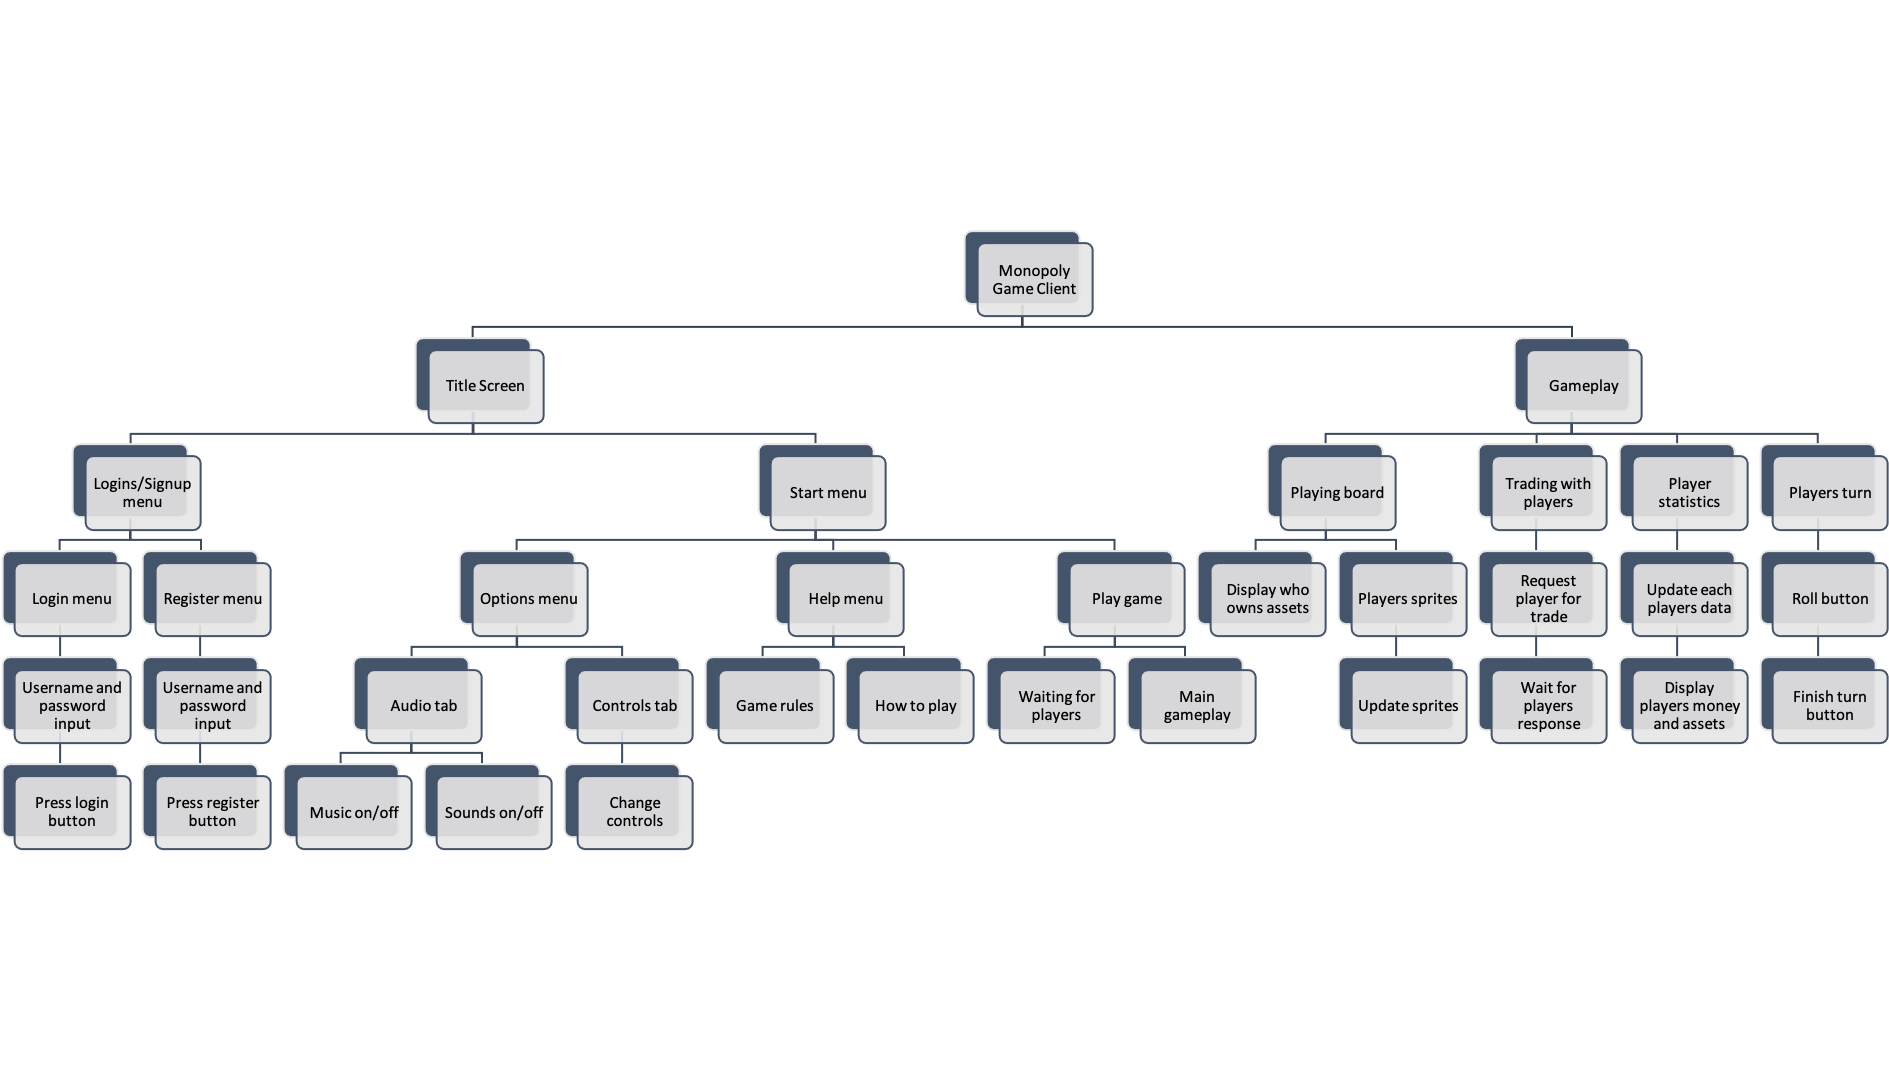 Monopoly
Game Client
Title Screen
Gameplay
Logins/Signup
menu
Start menu
Playing board
Trading with
players
Player
statistics
Players turn
Login menu
Register menu
Options menu
Help menu
Play game
Display who
owns assets
Players sprites
Request
player for
trade
Update each
players data
Roll button
Username and
password
input
Username and
password
input
Audio tab
Controls tab
Game rules
How to play
Waiting for
players
Main
gameplay
Update sprites
Wait for
players
response
Display
players money
and assets
Finish turn
button
Press login
button
Press register
button
Music on/off
Sounds on/off
Change
controls